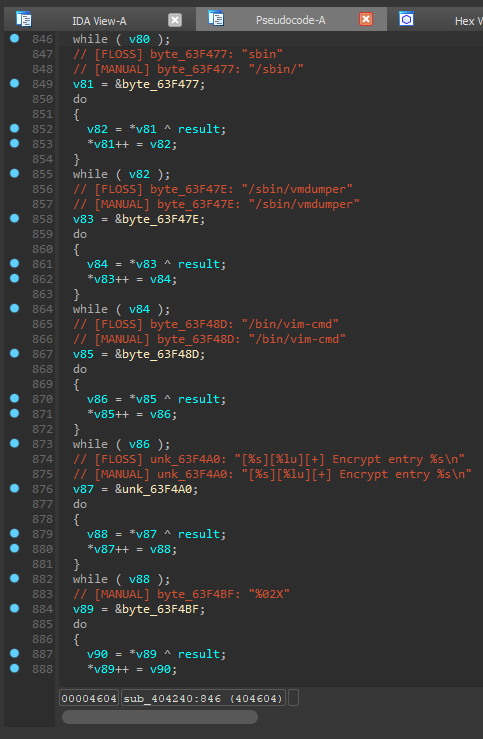 IDA View-A Pseudocode-A Hex V
846 while ( v80 );
847 // [FLOSS] byte_63F477: "sbin"
848 // [MANUAL] byte_63F477: "/sbin/"
849 v81 = &byte_63F477;
850 do
851 {
852 v82 = *v81 ^ result;
853 *v81++ = v82;
854 }
855 while ( v82 );
856 // [FLOSS] byte_63F47E: "/sbin/vmdumper"
857 // [MANUAL] byte_63F47E: "/sbin/vmdumper"
858 v83 = &byte_63F47E;
859 do
860 {
861 v84 = *v83 ^ result;
862 *v83++ = v84;
863 }
864 while ( v84 );
865 // [FLOSS] byte_63F48D: "/bin/vim-cmd"
866 // [MANUAL] byte_63F48D: "/bin/vim-cmd"
867 v85 = &byte_63F48D;
868 do
869 {
870 v86 = *v85 ^ result;
871 *v85++ = v86;
872 }
873 while ( v86 );
874 // [FLOSS] unk_63F4A0: "[%s][%lu][+] Encrypt entry %s\n"
875 // [MANUAL] unk_63F4A0: "[%s][%lu][+] Encrypt entry %s\n"
876 v87 = &unk_63F4A0;
877 do
878 {
879 v88 = *v87 ^ result;
880 *v87++ = v88;
881 }
882 while ( v88 );
883 // [MANUAL] byte_63F4BF: "%02X"
884 v89 = &byte_63F4BF;
885 do
886 {
887 v90 = *v89 ^ result;
888 *v89++ = v90;
00004604 sub_404240:846 (404604)